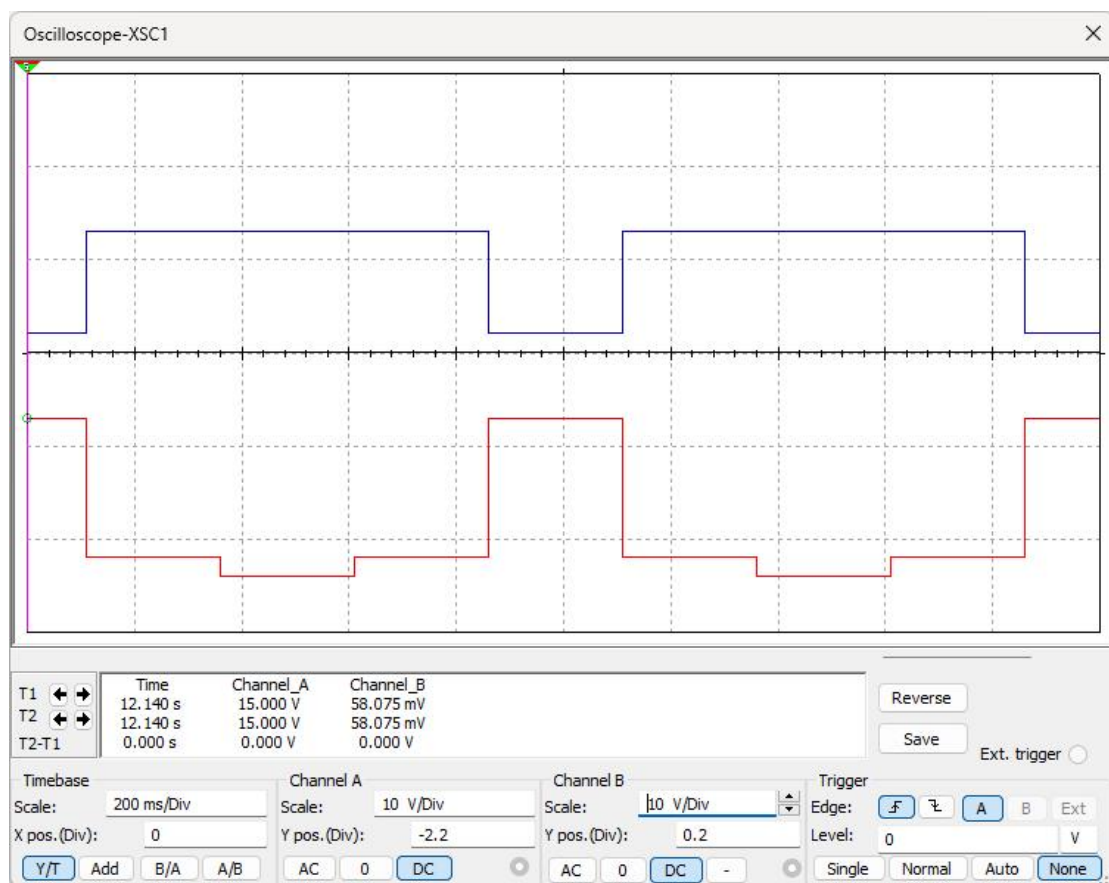 Oscilloscope-XSC1
Time Channel_A Channel_B
T1 12.140 s 15.000 V 58.075 mV
T2 12.140 s 15.000 V 58.075 mV
T2-T1 0.000 s 0.000 V 0.000 V
Reverse
Save
Ext. trigger
Timebase Channel A Channel B Trigger
Scale: 200 ms/Div Scale: 10 V/Div Scale: 10 V/Div Edge: A B Ext
X pos.(Div): 0 Y pos.(Div): -2.2 Y pos.(Div): 0.2 Level: 0 V
Y/T Add B/A A/B AC 0 DC AC 0 DC - Single Normal Auto None